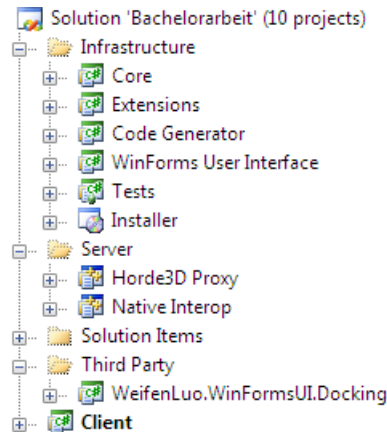 Solution 'Bachelorarbeit' (10 projects)
Infrastructure
Core
Extensions
Code Generator
WinForms User Interface
Tests
Installer
Server
Horde3D Proxy
Native Interop
Solution Items
Third Party
WeifenLuo.WinFormsUI.Docking
Client